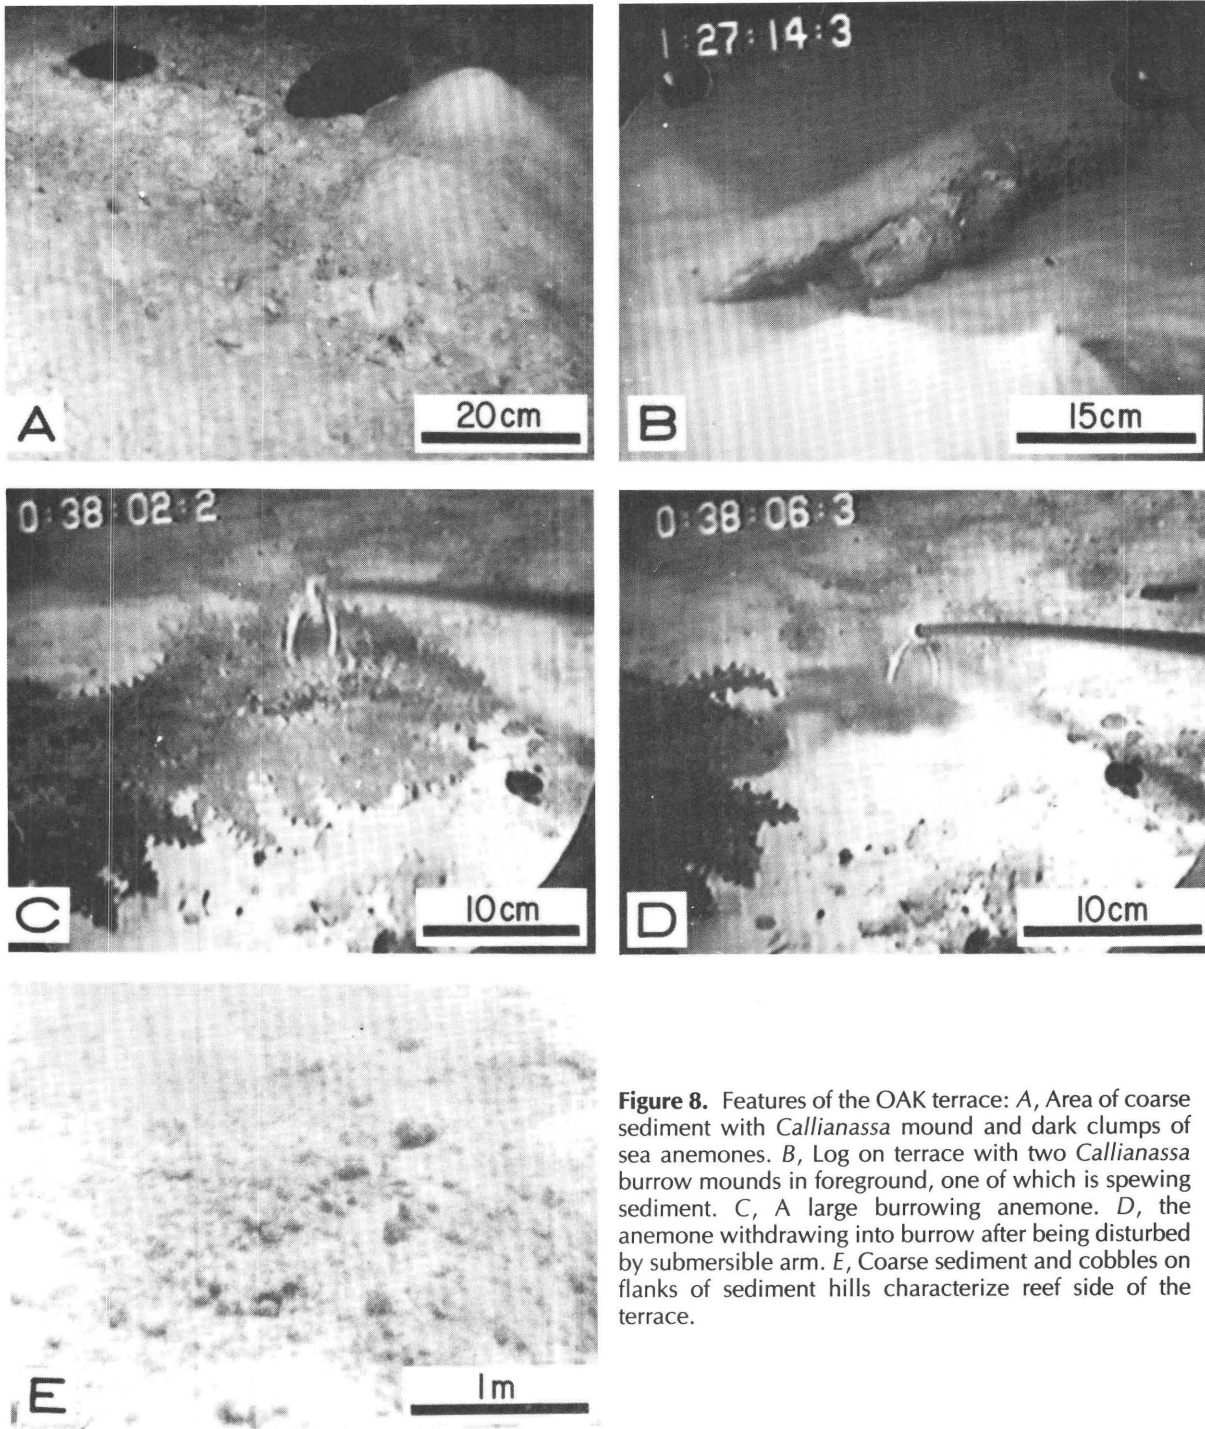 A
20cm
1:27:14:3
B
15cm
0:38:02:2
C
10cm
0:38:06:3
D
10cm
E
1m
Figure 8. Features of the OAK terrace: A, Area of coarse
sediment with Callianassa mound and dark clumps of
sea anemones. B, Log on terrace with two Callianassa
burrow mounds in foreground, one of which is spewing
sediment. C, A large burrowing anemone. D, the
anemone withdrawing into burrow after being disturbed
by submersible arm. E, Coarse sediment and cobbles on
flanks of sediment hills characterize reef side of the
terrace.